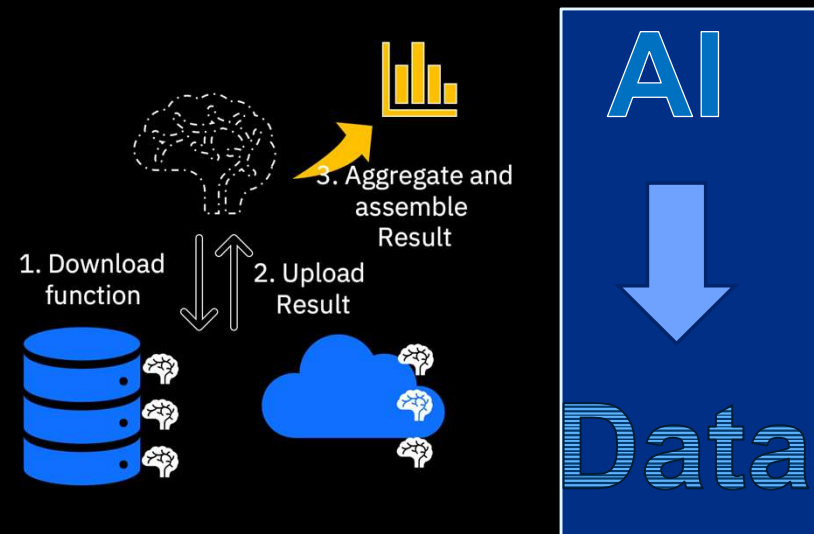 AI
3. Aggregate and
assemble
Result
1. Download
function
2. Upload
Result
Data